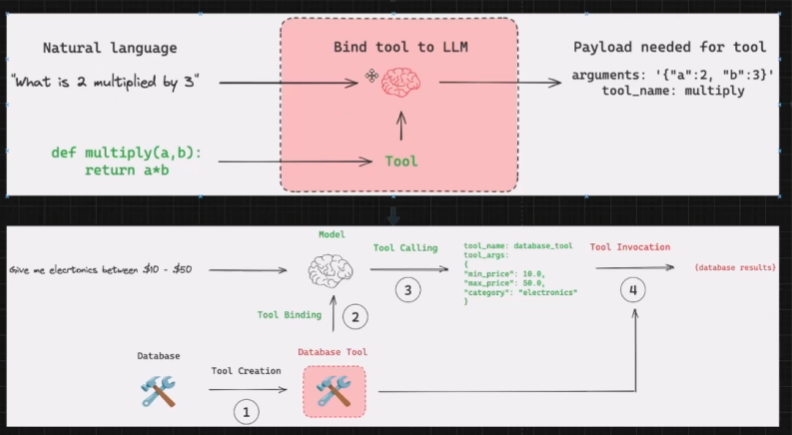 Natural language
Bind tool to LLM
Payload needed for tool
"What is 2 multiplied by 3"
arguments: '{"a":2, "b":3}'
tool_name: multiply
def multiply(a,b):
return a*b
Tool
Model
Give me elecrtonics between $10 - $50
Tool Calling
3
tool_name: database_tool
tool_args:
{
"min_price": 10.0,
"max_price": 50.0,
"category": "electronics"
}
Tool Invocation
4
(database results)
Tool Binding
2
Database
Tool Creation
1
Database Tool